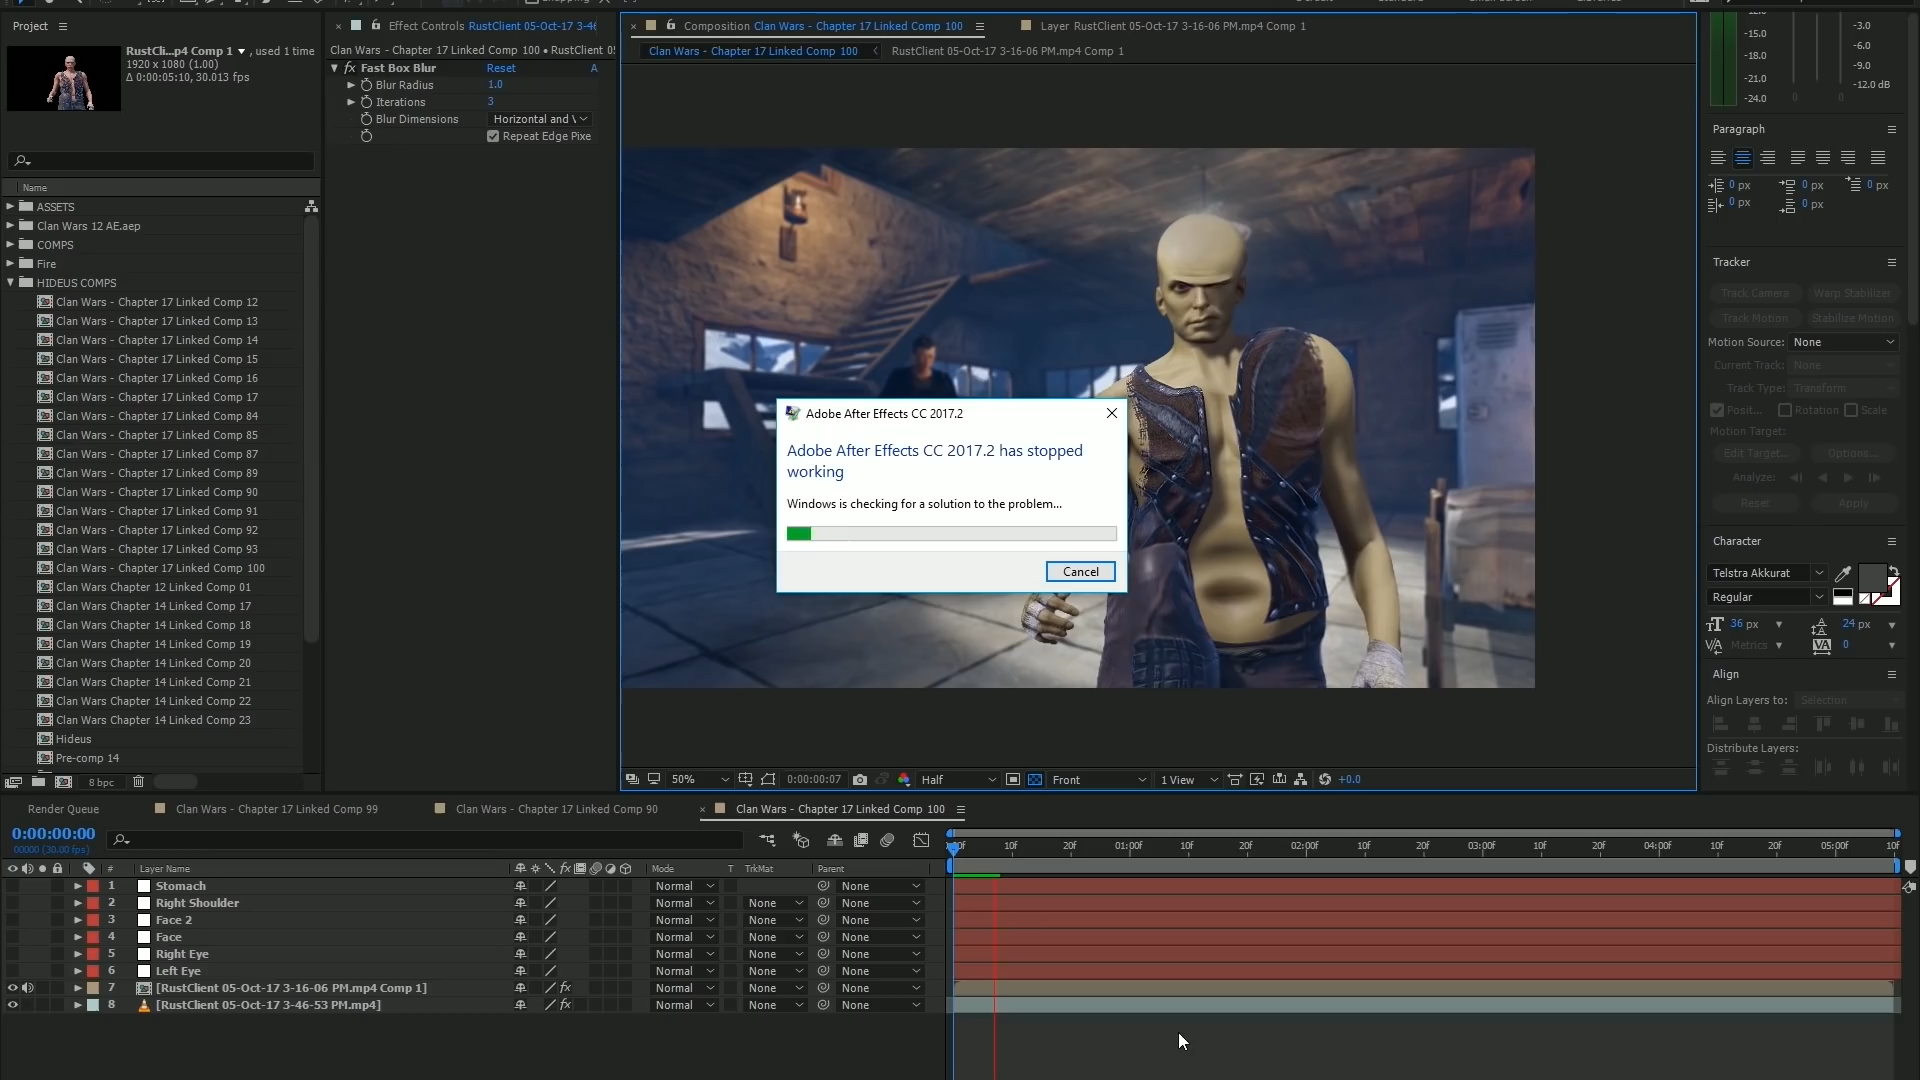 Project
RustCli...p4 Comp 1 ▼ , used 1 time
1920 x 1080 (1.00)
Δ 0:00:05:10, 30.013 fps
Name
ASSETS
Clan Wars 12 AE.aep
COMPS
Fire
HIDEUS COMPS
Clan Wars - Chapter 17 Linked Comp 12
Clan Wars - Chapter 17 Linked Comp 13
Clan Wars - Chapter 17 Linked Comp 14
Clan Wars - Chapter 17 Linked Comp 15
Clan Wars - Chapter 17 Linked Comp 16
Clan Wars - Chapter 17 Linked Comp 17
Clan Wars - Chapter 17 Linked Comp 84
Clan Wars - Chapter 17 Linked Comp 85
Clan Wars - Chapter 17 Linked Comp 87
Clan Wars - Chapter 17 Linked Comp 89
Clan Wars - Chapter 17 Linked Comp 90
Clan Wars - Chapter 17 Linked Comp 91
Clan Wars - Chapter 17 Linked Comp 92
Clan Wars - Chapter 17 Linked Comp 93
Clan Wars - Chapter 17 Linked Comp 100
Clan Wars Chapter 12 Linked Comp 01
Clan Wars Chapter 14 Linked Comp 17
Clan Wars Chapter 14 Linked Comp 18
Clan Wars Chapter 14 Linked Comp 19
Clan Wars Chapter 14 Linked Comp 20
Clan Wars Chapter 14 Linked Comp 21
Clan Wars Chapter 14 Linked Comp 22
Clan Wars Chapter 14 Linked Comp 23
Hideus
Pre-comp 14
8 bpc
Effect Controls RustClient 05-Oct-17 3-46
Clan Wars - Chapter 17 Linked Comp 100 • RustClient 0
fx Fast Box Blur Reset A
Blur Radius 1.0
Iterations 3
Blur Dimensions Horizontal and
Repeat Edge Pixe
Composition Clan Wars - Chapter 17 Linked Comp 100
Layer RustClient 05-Oct-17 3-16-06 PM.mp4 Comp 1
Clan Wars - Chapter 17 Linked Comp 100 RustClient 05-Oct-17 3-16-06 PM.mp4 Comp 1
Adobe After Effects CC 2017.2
Adobe After Effects CC 2017.2 has stopped
working
Windows is checking for a solution to the problem...
Cancel
50% 0:00:00:07 Half Front 1 View +0.0
-15.0
-18.0
-21.0
-24.0
-3.0
-6.0
-9.0
-12.0 dB
0 0
Paragraph
0 px 0 px 0 px
0 px 0 px
Tracker
Track Camera Warp Stabilizer
Track Motion Stabilize Motion
Motion Source: None
Current Track: None
Track Type: Transform
Posit... Rotation Scale
Motion Target:
Edit Target... Options...
Analyze:
Reset Apply
Character
Telstra Akkurat
Regular
36 px 24 px
Metrics 0
Align
Align Layers to: Selection
Distribute Layers:
Render Queue Clan Wars - Chapter 17 Linked Comp 99 Clan Wars - Chapter 17 Linked Comp 90 Clan Wars - Chapter 17 Linked Comp 100
0:00:00:00
00000 (30.00 fps)
10f 20f 01:00f 10f 20f 02:00f 10f 20f 03:00f 10f 20f 04:00f 10f 20f 05:00f 10f
# Layer Name fx Mode T TrkMat Parent
1 Stomach Normal None
2 Right Shoulder Normal None None
3 Face 2 Normal None None
4 Face Normal None None
5 Right Eye Normal None None
6 Left Eye Normal None None
7 [RustClient 05-Oct-17 3-16-06 PM.mp4 Comp 1] fx Normal None None
8 [RustClient 05-Oct-17 3-46-53 PM.mp4] fx Normal None None